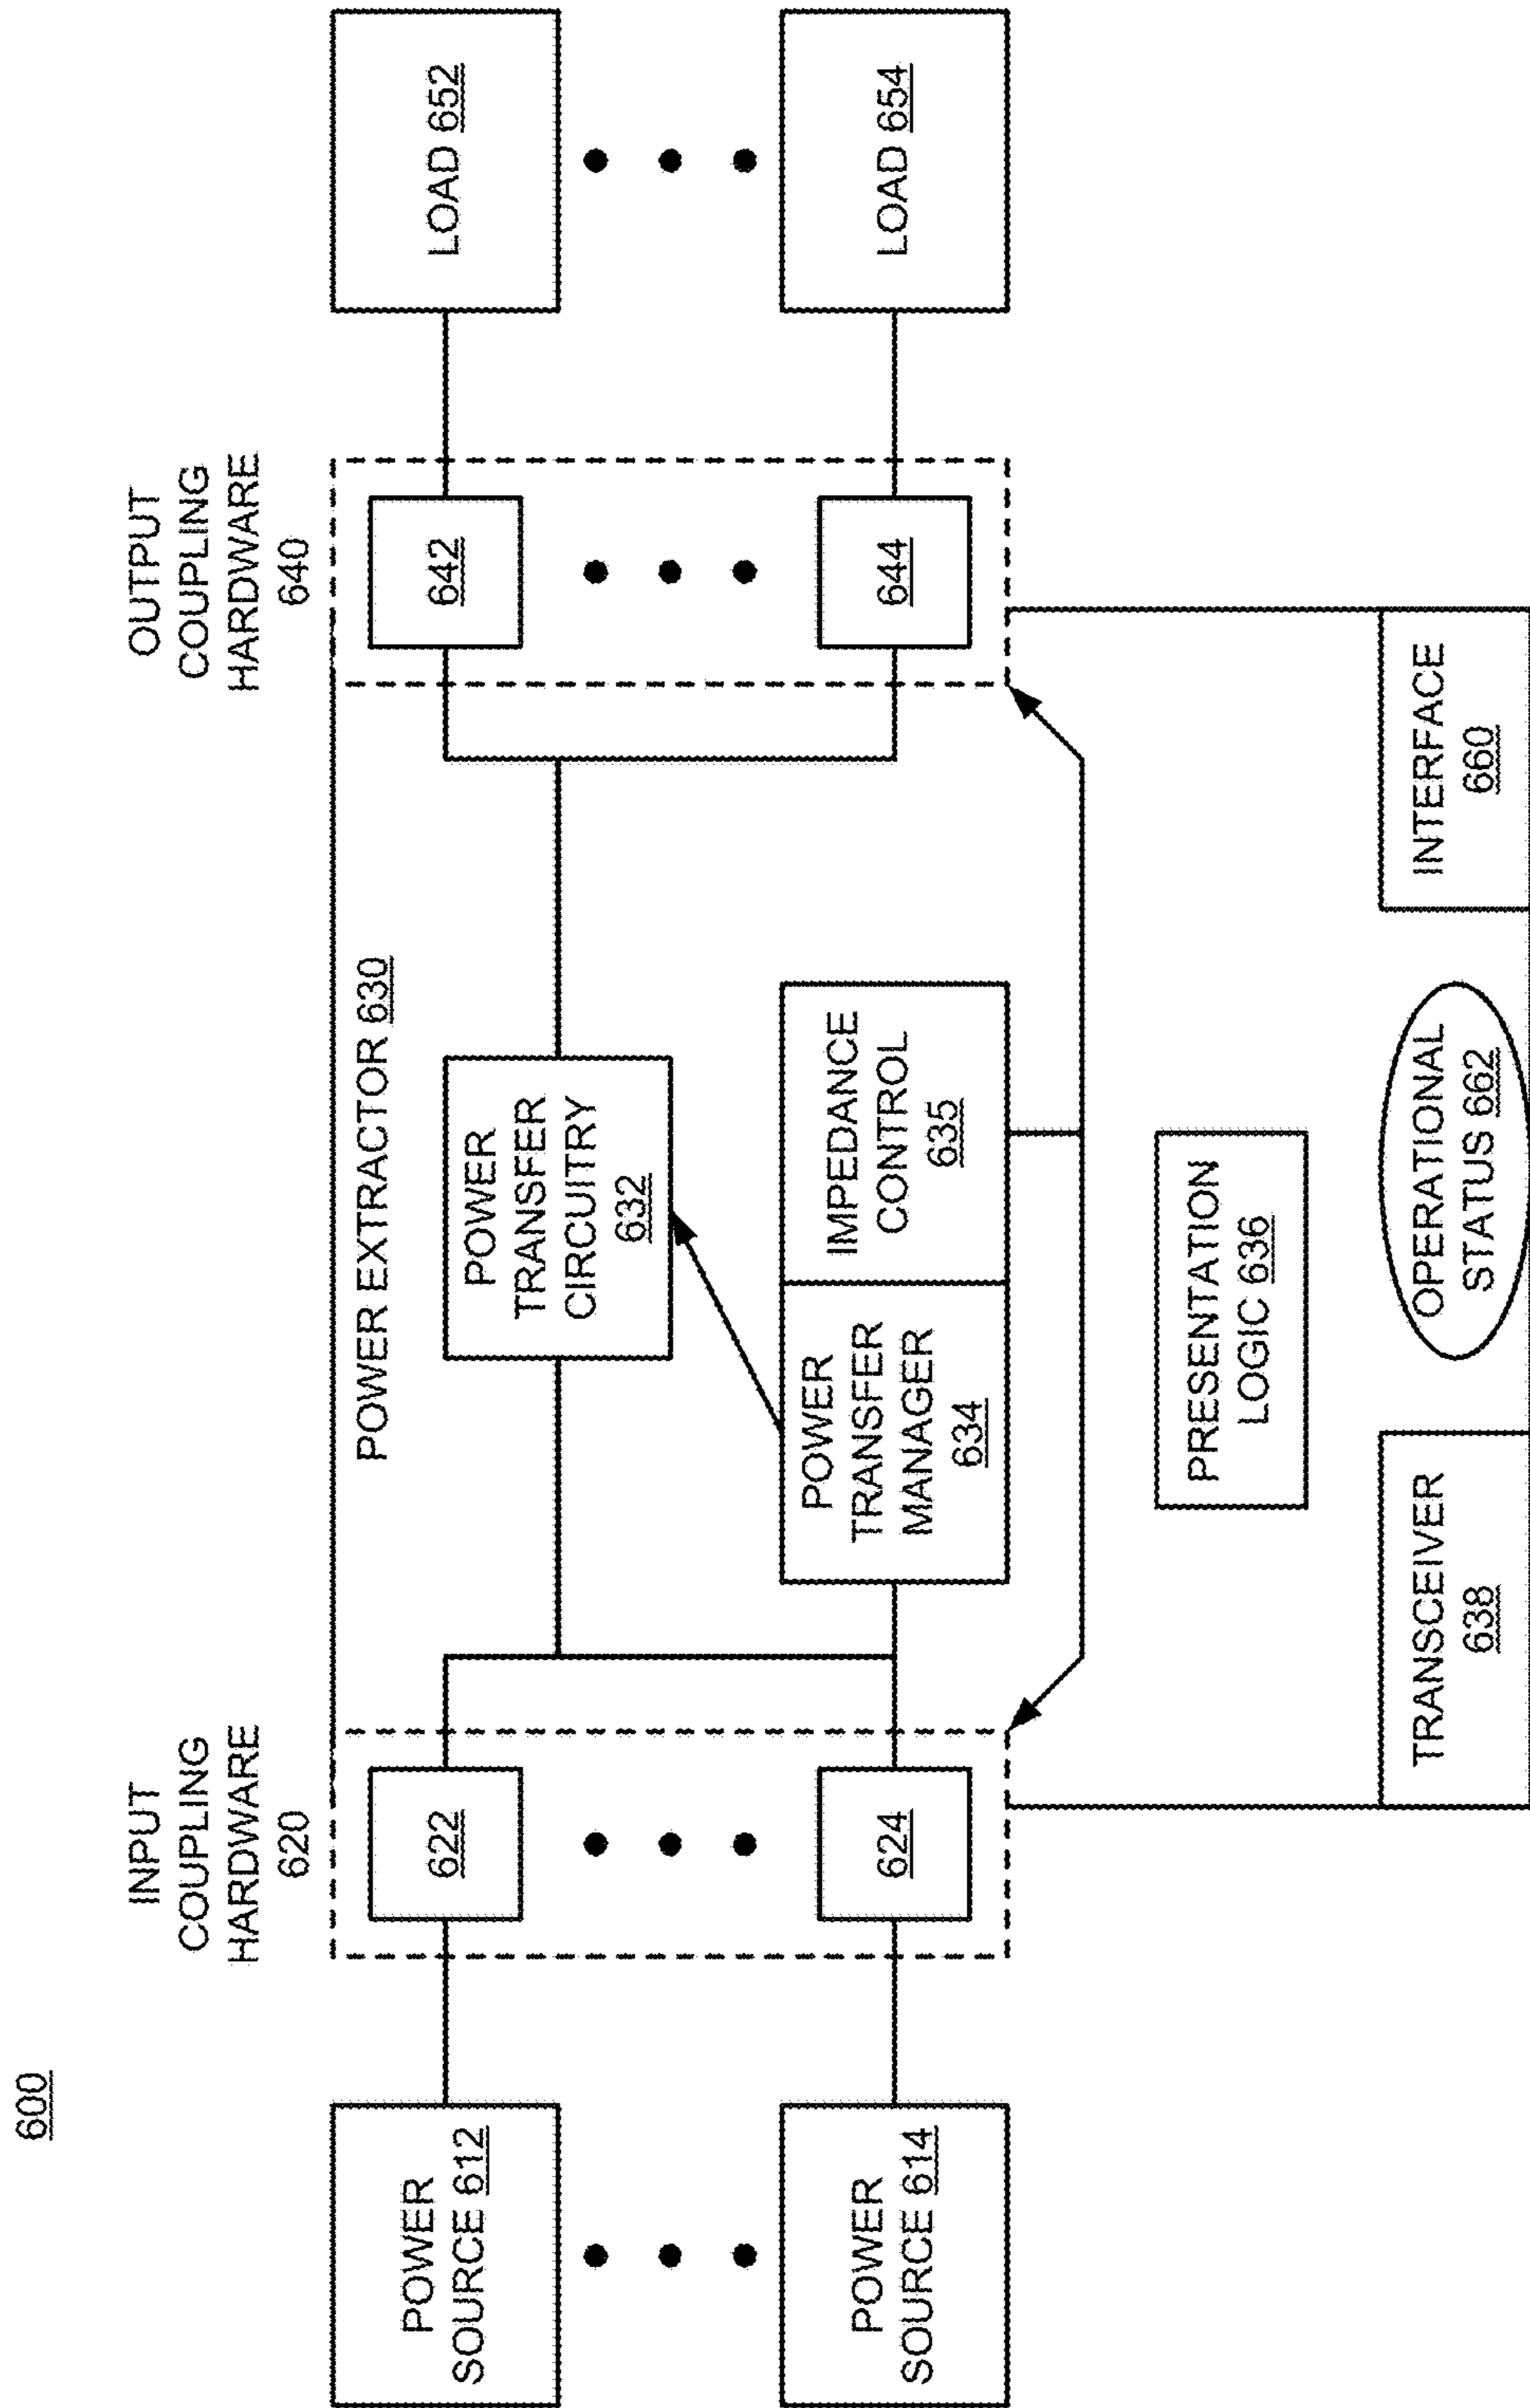 600
INPUT
COUPLING
HARDWARE
620
OUTPUT
COUPLING
HARDWARE
640
POWER
SOURCE 612
POWER
SOURCE 614
622
624
POWER EXTRACTOR 630
POWER
TRANSFER
CIRCUITRY
632
POWER
TRANSFER
MANAGER
634
IMPEDANCE
CONTROL
635
642
644
LOAD 652
LOAD 654
PRESENTATION
LOGIC 636
TRANSCEIVER
638
OPERATIONAL
STATUS 662
INTERFACE
660